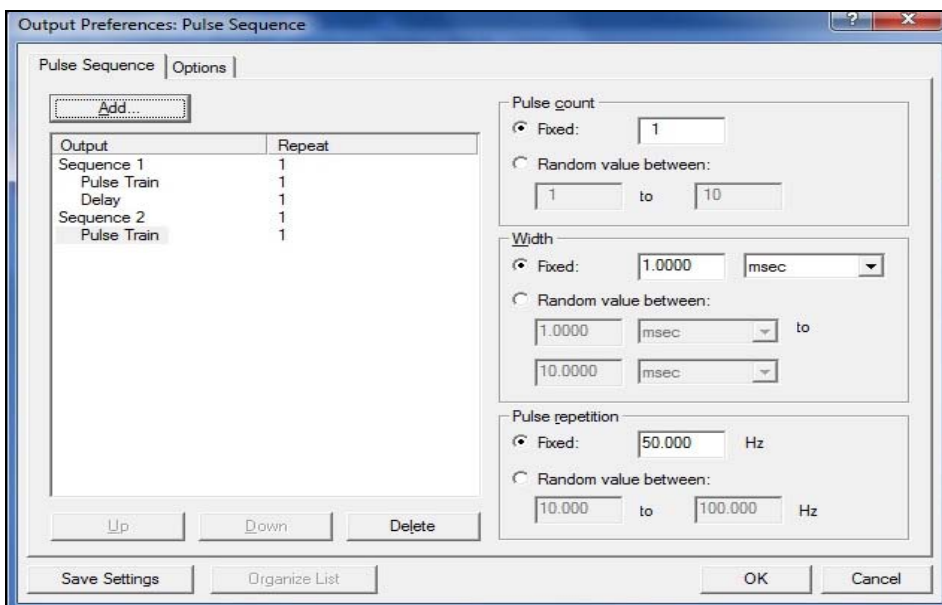 Output Preferences: Pulse Sequence
?
X
Pulse Sequence
Options
Add...
Output Repeat
Sequence 1 1
Pulse Train 1
Delay 1
Sequence 2 1
Pulse Train 1
Up
Down
Delete
Pulse count
Fixed: 1
Random value between:
1 to 10
Width
Fixed: 1.0000 msec
Random value between:
1.0000 msec to
10.0000 msec
Pulse repetition
Fixed: 50.000 Hz
Random value between:
10.000 to 100.000 Hz
Save Settings
Organize List
OK
Cancel